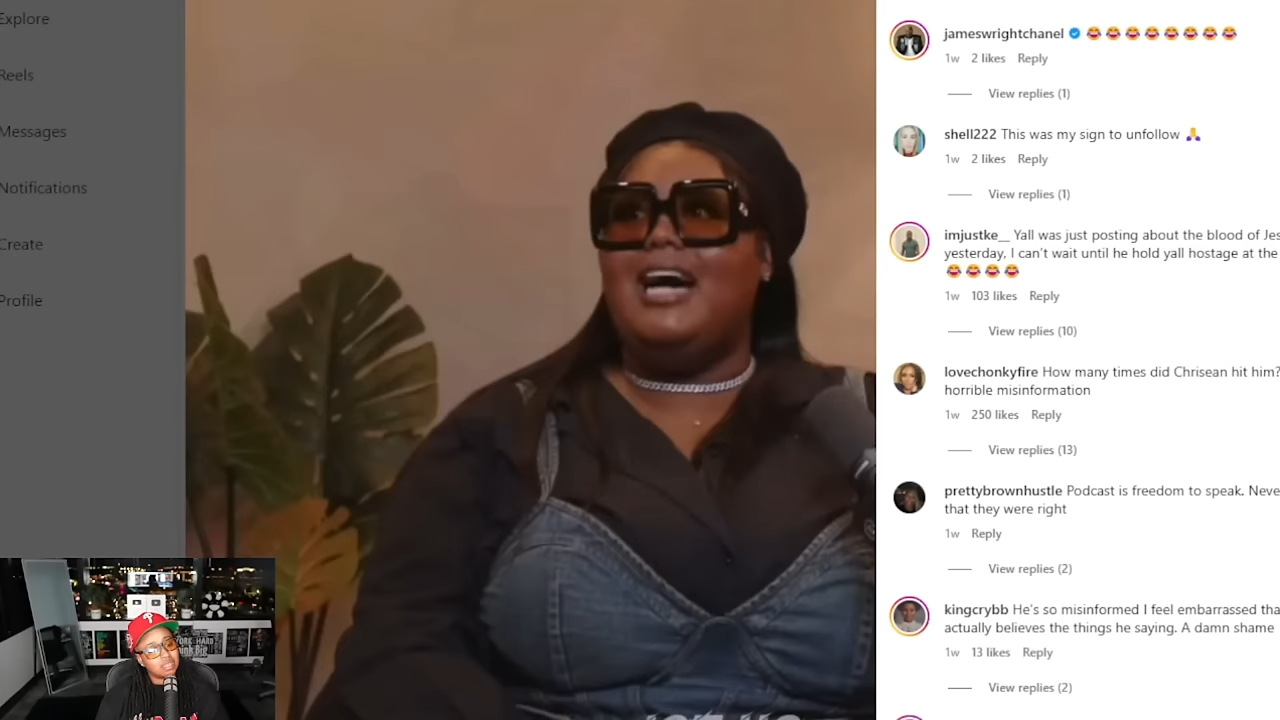 Explore
Reels
Messages
Notifications
Create
Profile
jameswrightchanel 😂😂😂😂😂😂😂😂
1w 2 likes Reply
View replies (1)
shell222 This was my sign to unfollow 🙏
1w 2 likes Reply
View replies (1)
imjustke__ Yall was just posting about the blood of Jes
yesterday, I can't wait until he hold yall hostage at the
😂😂😂😂
1w 103 likes Reply
View replies (10)
lovechonkyfire How many times did Chrisean hit him?
horrible misinformation
1w 250 likes Reply
View replies (13)
prettybrownhustle Podcast is freedom to speak. Neve
that they were right
1w Reply
View replies (2)
kingcrybb He's so misinformed I feel embarrassed tha
actually believes the things he saying. A damn shame
1w 13 likes Reply
View replies (2)